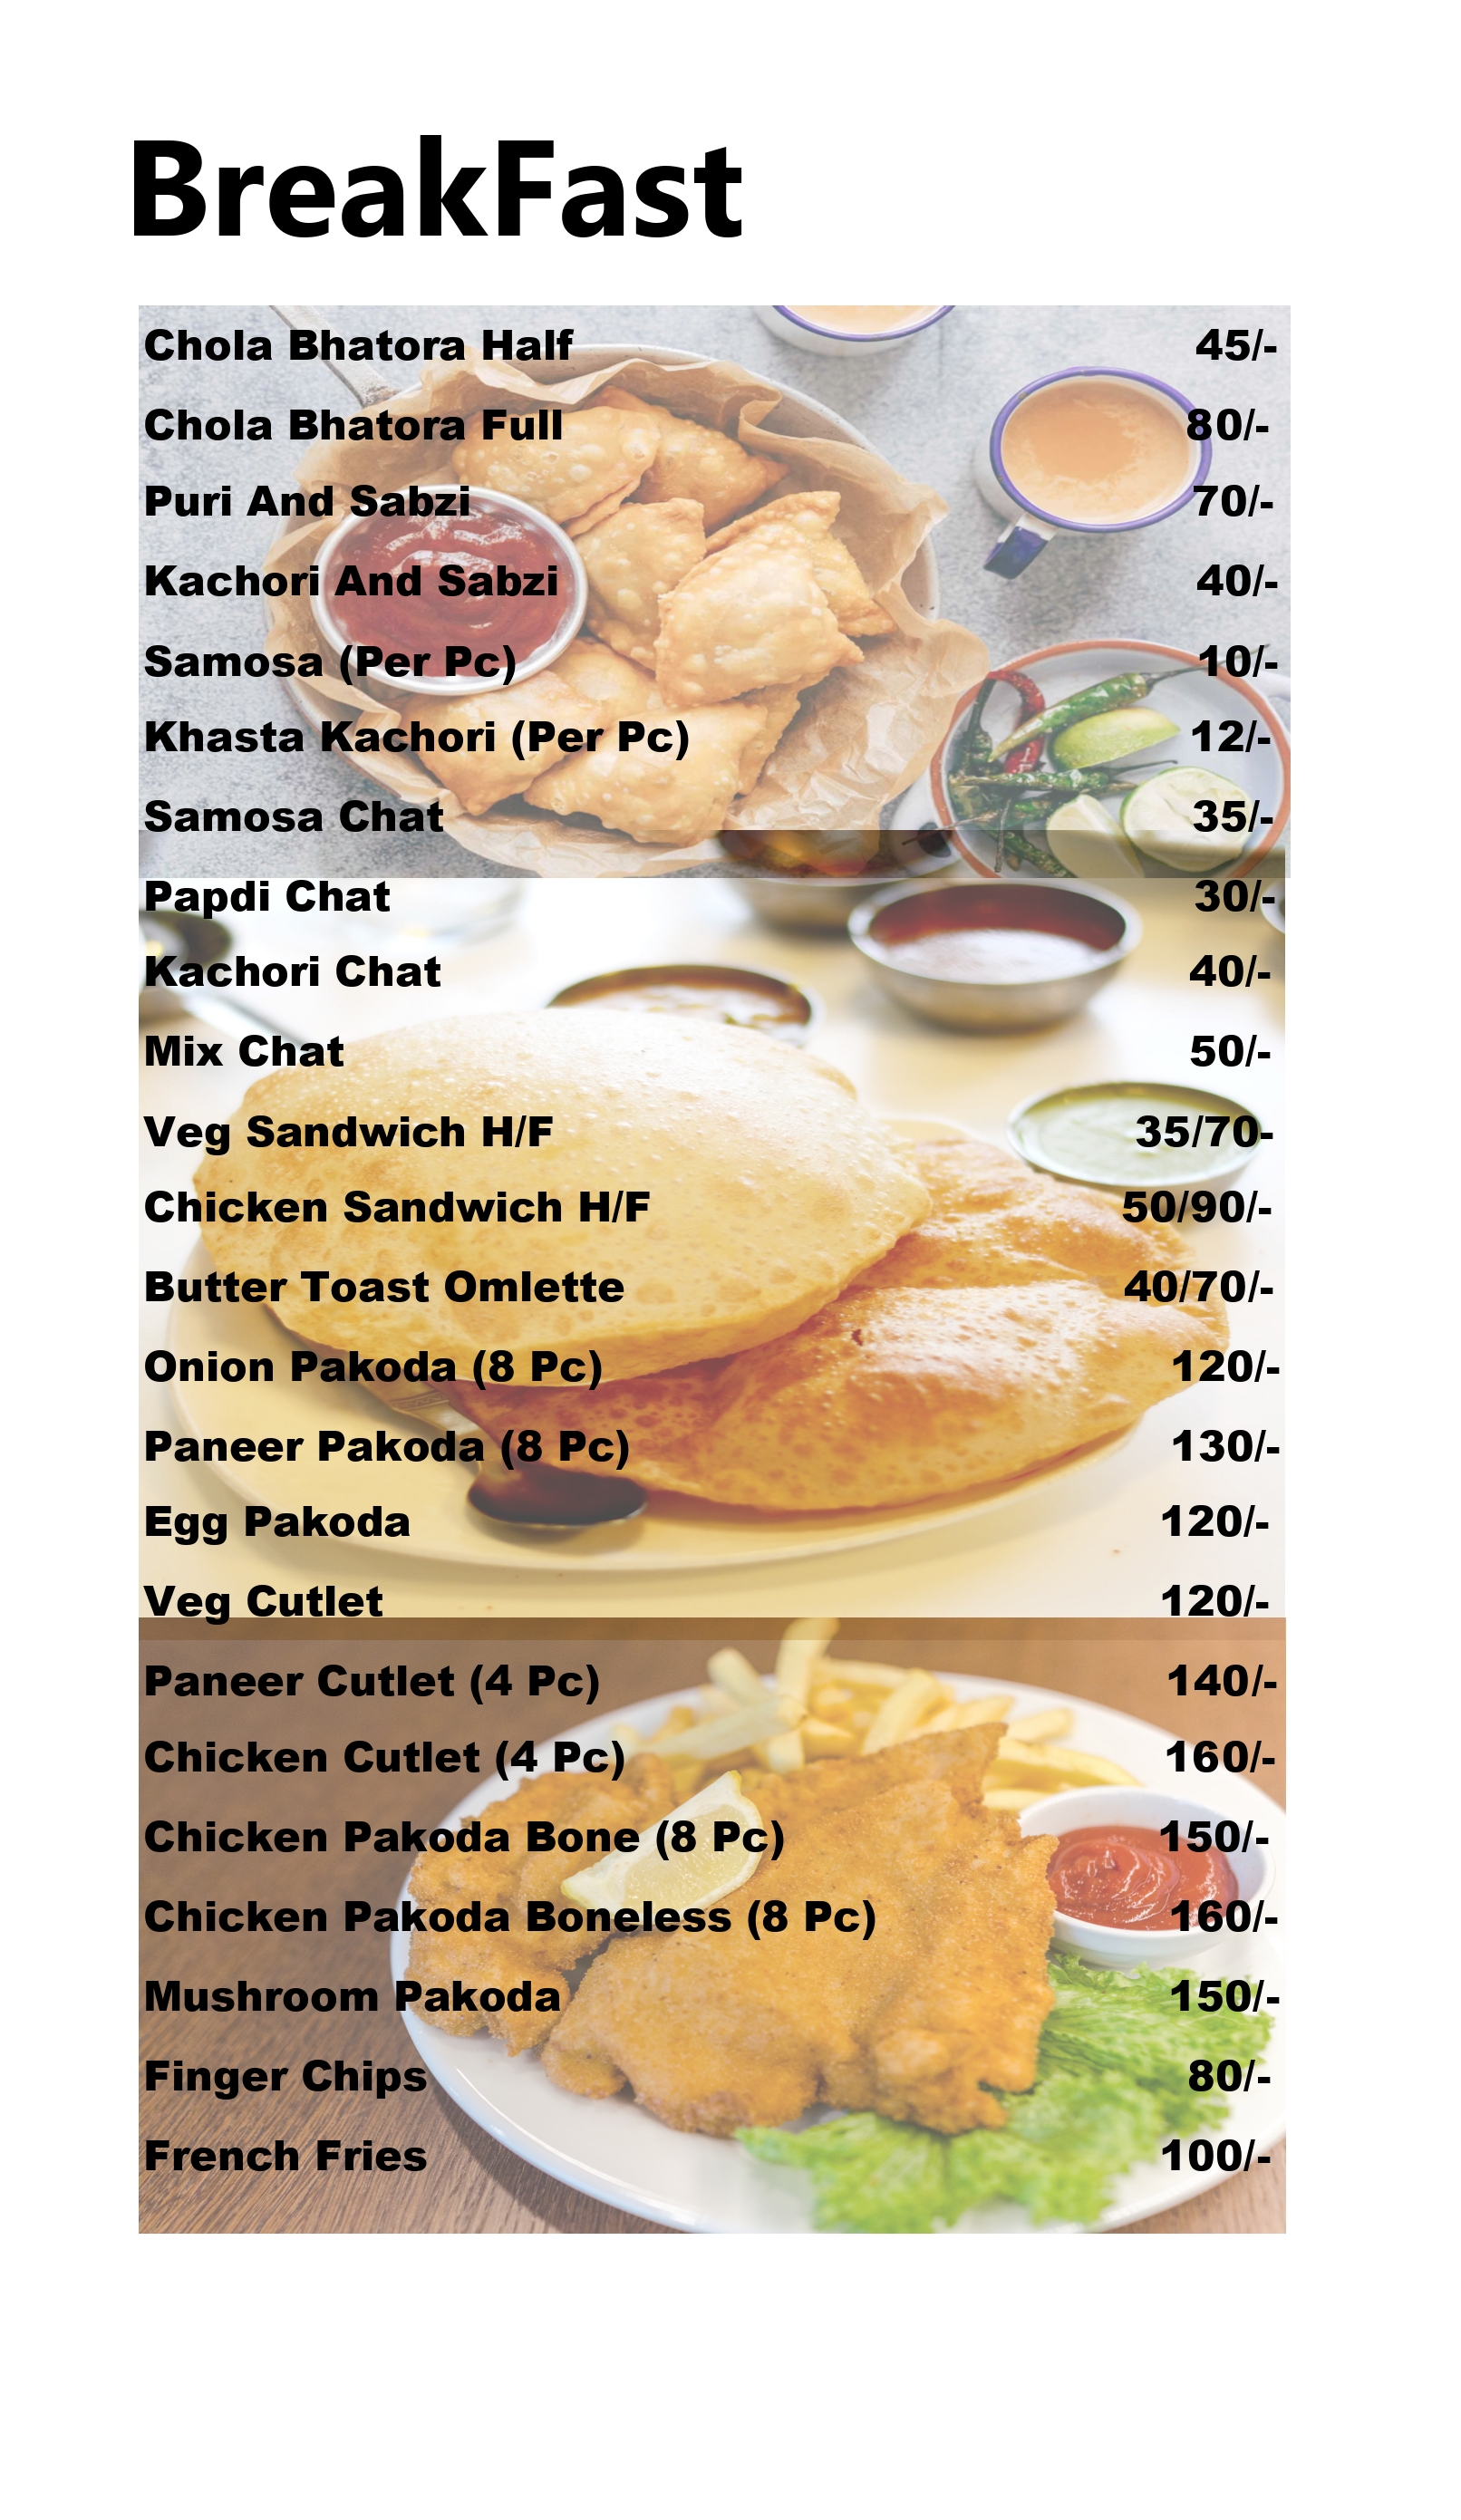 BreakFast
Chola Bhatora Half 45/-
Chola Bhatora Full 80/-
Puri And Sabzi 70/-
Kachori And Sabzi 40/-
Samosa (Per Pc) 10/-
Khasta Kachori (Per Pc) 12/-
Samosa Chat 35/-
Papdi Chat 30/-
Kachori Chat 40/-
Mix Chat 50/-
Veg Sandwich H/F 35/70-
Chicken Sandwich H/F 50/90/-
Butter Toast Omlette 40/70/-
Onion Pakoda (8 Pc) 120/-
Paneer Pakoda (8 Pc) 130/-
Egg Pakoda 120/-
Veg Cutlet 120/-
Paneer Cutlet (4 Pc) 140/-
Chicken Cutlet (4 Pc) 160/-
Chicken Pakoda Bone (8 Pc) 150/-
Chicken Pakoda Boneless (8 Pc) 160/-
Mushroom Pakoda 150/-
Finger Chips 80/-
French Fries 100/-